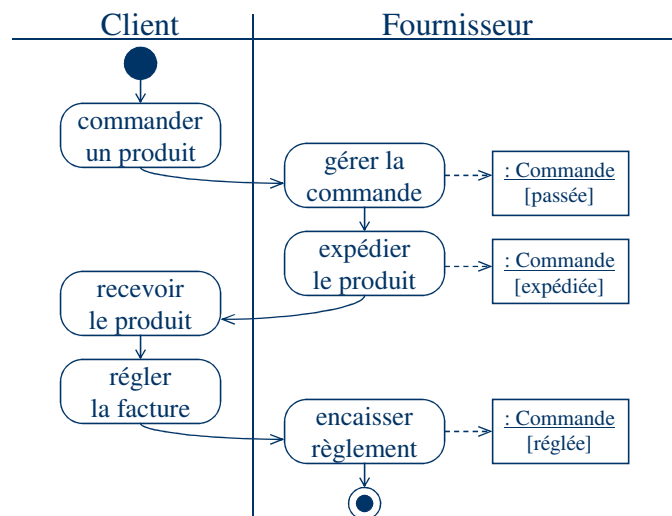 Client
Fournisseur
commander
un produit
gérer la
commande
: Commande
[passée]
expédier
le produit
: Commande
[expédiée]
recevoir
le produit
régler
la facture
encaisser
règlement
: Commande
[réglée]